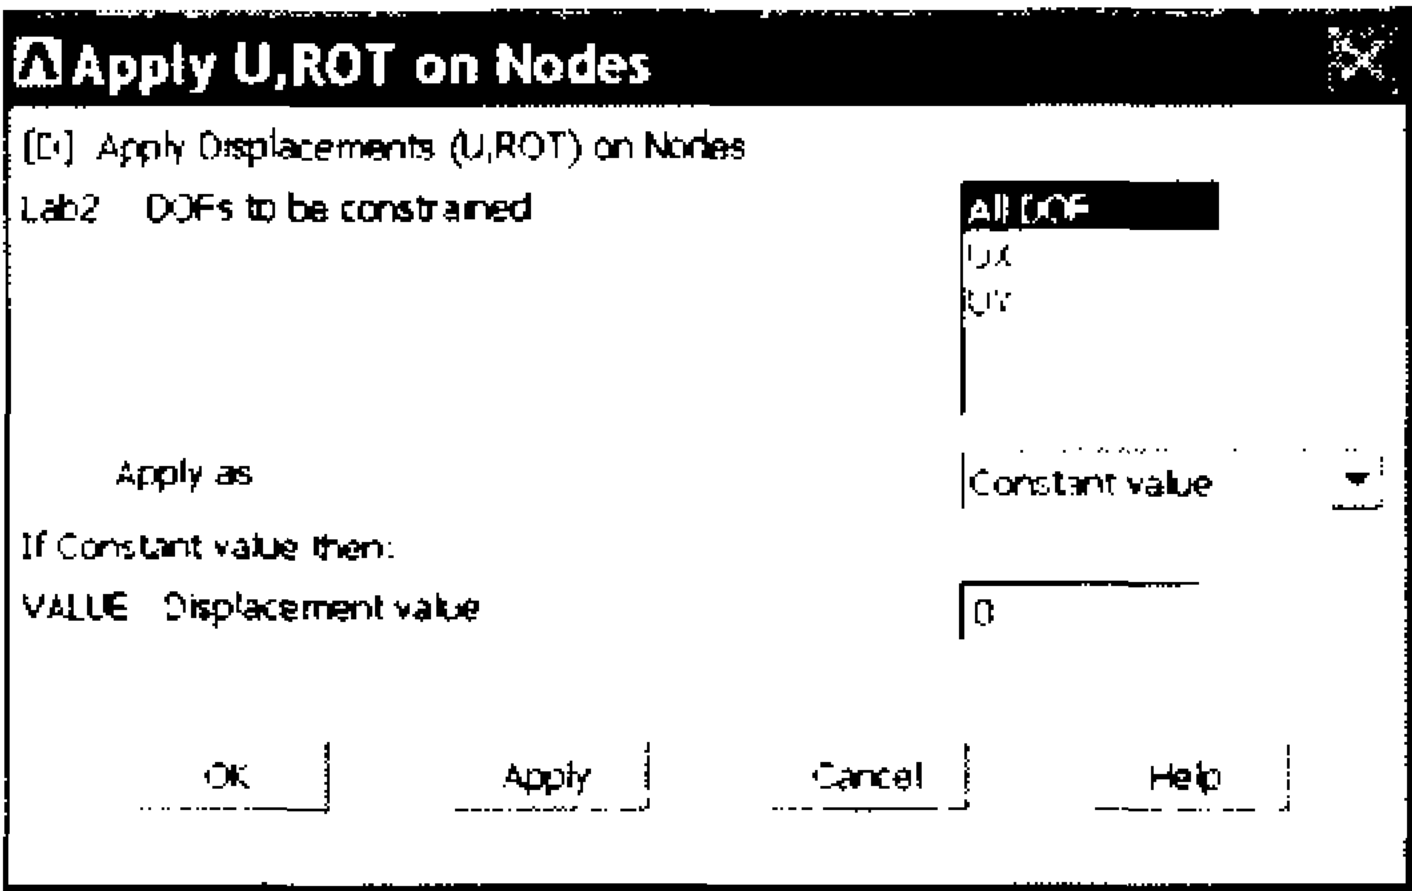 Apply U,ROT on Nodes
[D] Apply Displacements (U,ROT) on Nodes
Lab2 DOFs to be constrained
All DOF
UX
UY
Apply as
Constant value
If Constant value then:
VALUE Displacement value
0
OK Apply Cancel Help